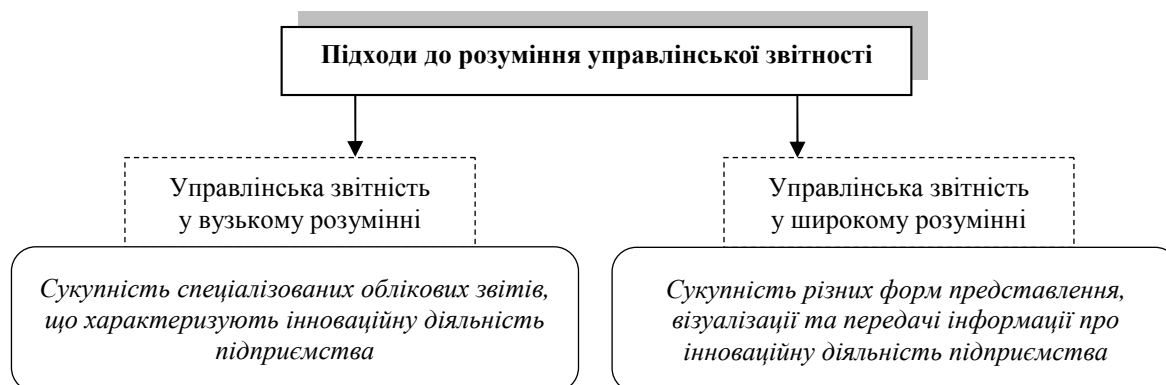 Підходи до розуміння управлінської звітності
Управлінська звітність
у вузькому розумінні
Управлінська звітність
у широкому розумінні
Сукупність спеціалізованих облікових звітів,
що характеризують інноваційну діяльність
підприємства
Сукупність різних форм представлення,
візуалізації та передачі інформації про
інноваційну діяльність підприємства